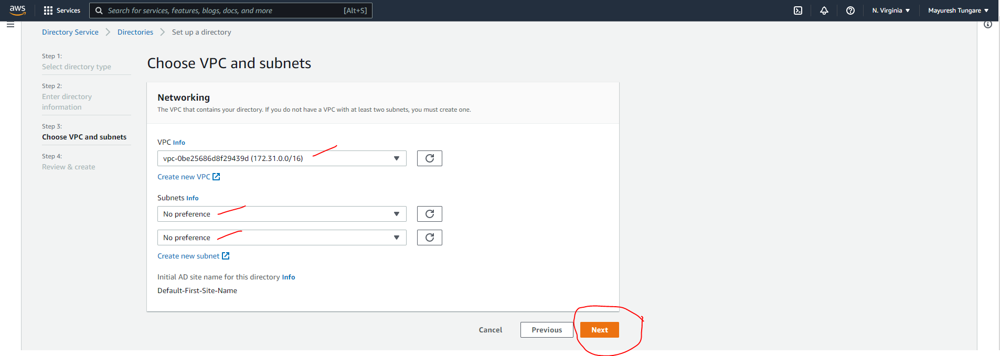 aws Services Search for services, features, blogs, docs, and more [Alt+S] N. Virginia Mayuresh Tungare
Directory Service Directories Set up a directory
Step 1:
Select directory type
Step 2:
Enter directory
information
Step 3:
Choose VPC and subnets
Step 4:
Review & create
Choose VPC and subnets
Networking
The VPC that contains your directory. If you do not have a VPC with at least two subnets, you must create one.
VPC Info
vpc-0be25686d8f29439d (172.31.0.0/16)
Create new VPC
Subnets Info
No preference
No preference
Create new subnet
Initial AD site name for this directory Info
Default-First-Site-Name
Cancel Previous Next